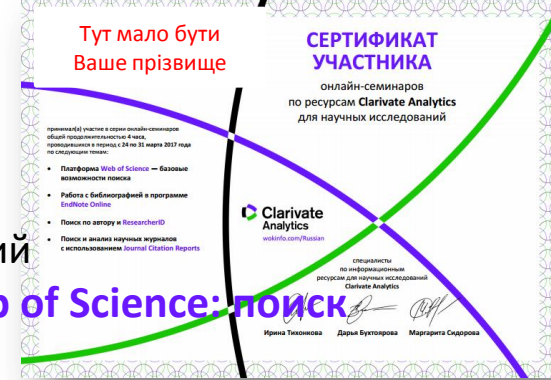 Тут мало бути
Ваше прізвище
СЕРТИФИКАТ
УЧАСТНИКА
онлайн-семинаров
по ресурсам Clarivate Analytics
для научных исследований
принимал(а) участие в серии онлайн-семинаров
общей продолжительностью 4 часа,
проводившихся в период с 24 по 31 марта 2017 года
по следующим темам:
• Платформа Web of Science — базовые
возможности поиска
• Работа с библиографией в программе
EndNote Online
• Поиск по автору и ResearcherID
• Поиск и анализ научных журналов
с использованием Journal Citation Reports
Clarivate
Analytics
wokinfo.com/Russian
специалисты
по информационным
ресурсам для научных исследований
Clarivate Analytics
Ирина Тихонкова Дарья Бухтоярова Маргарита Сидорова
of Science: поиск